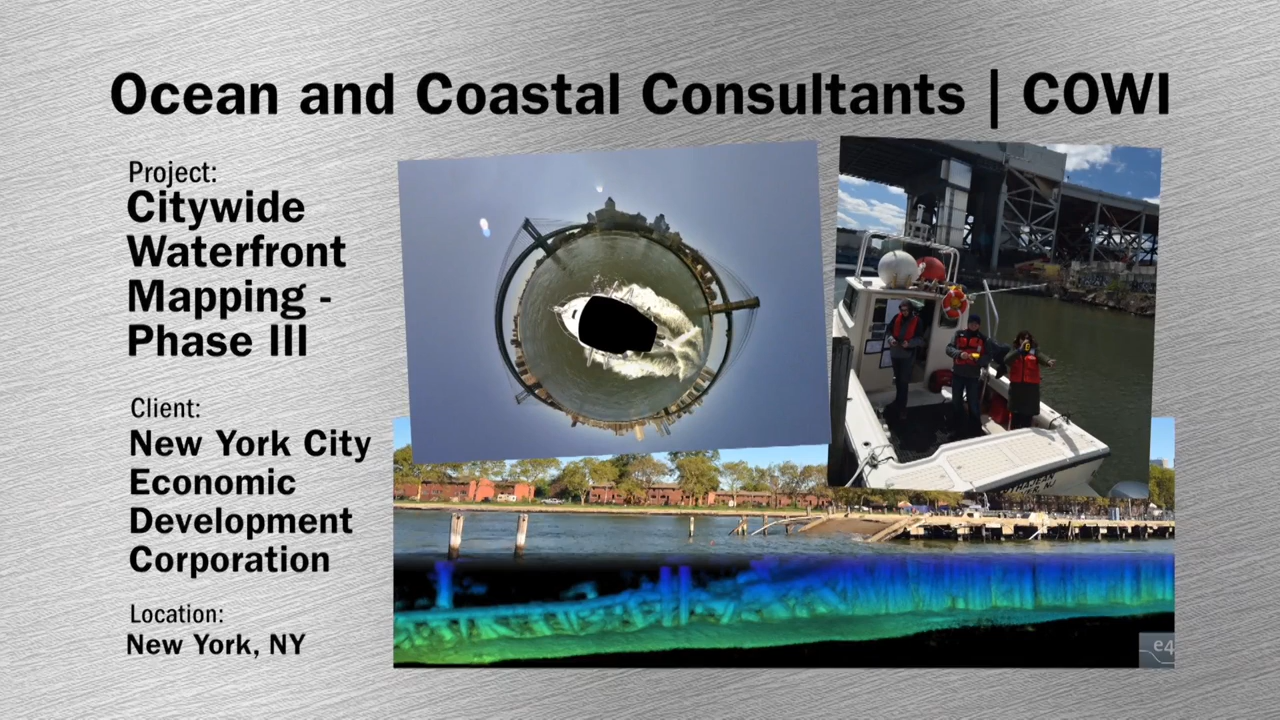 Ocean and Coastal Consultants | COWI
Project:
Citywide
Waterfront
Mapping -
Phase III
Client:
New York City
Economic
Development
Corporation
Location:
New York, NY
e4